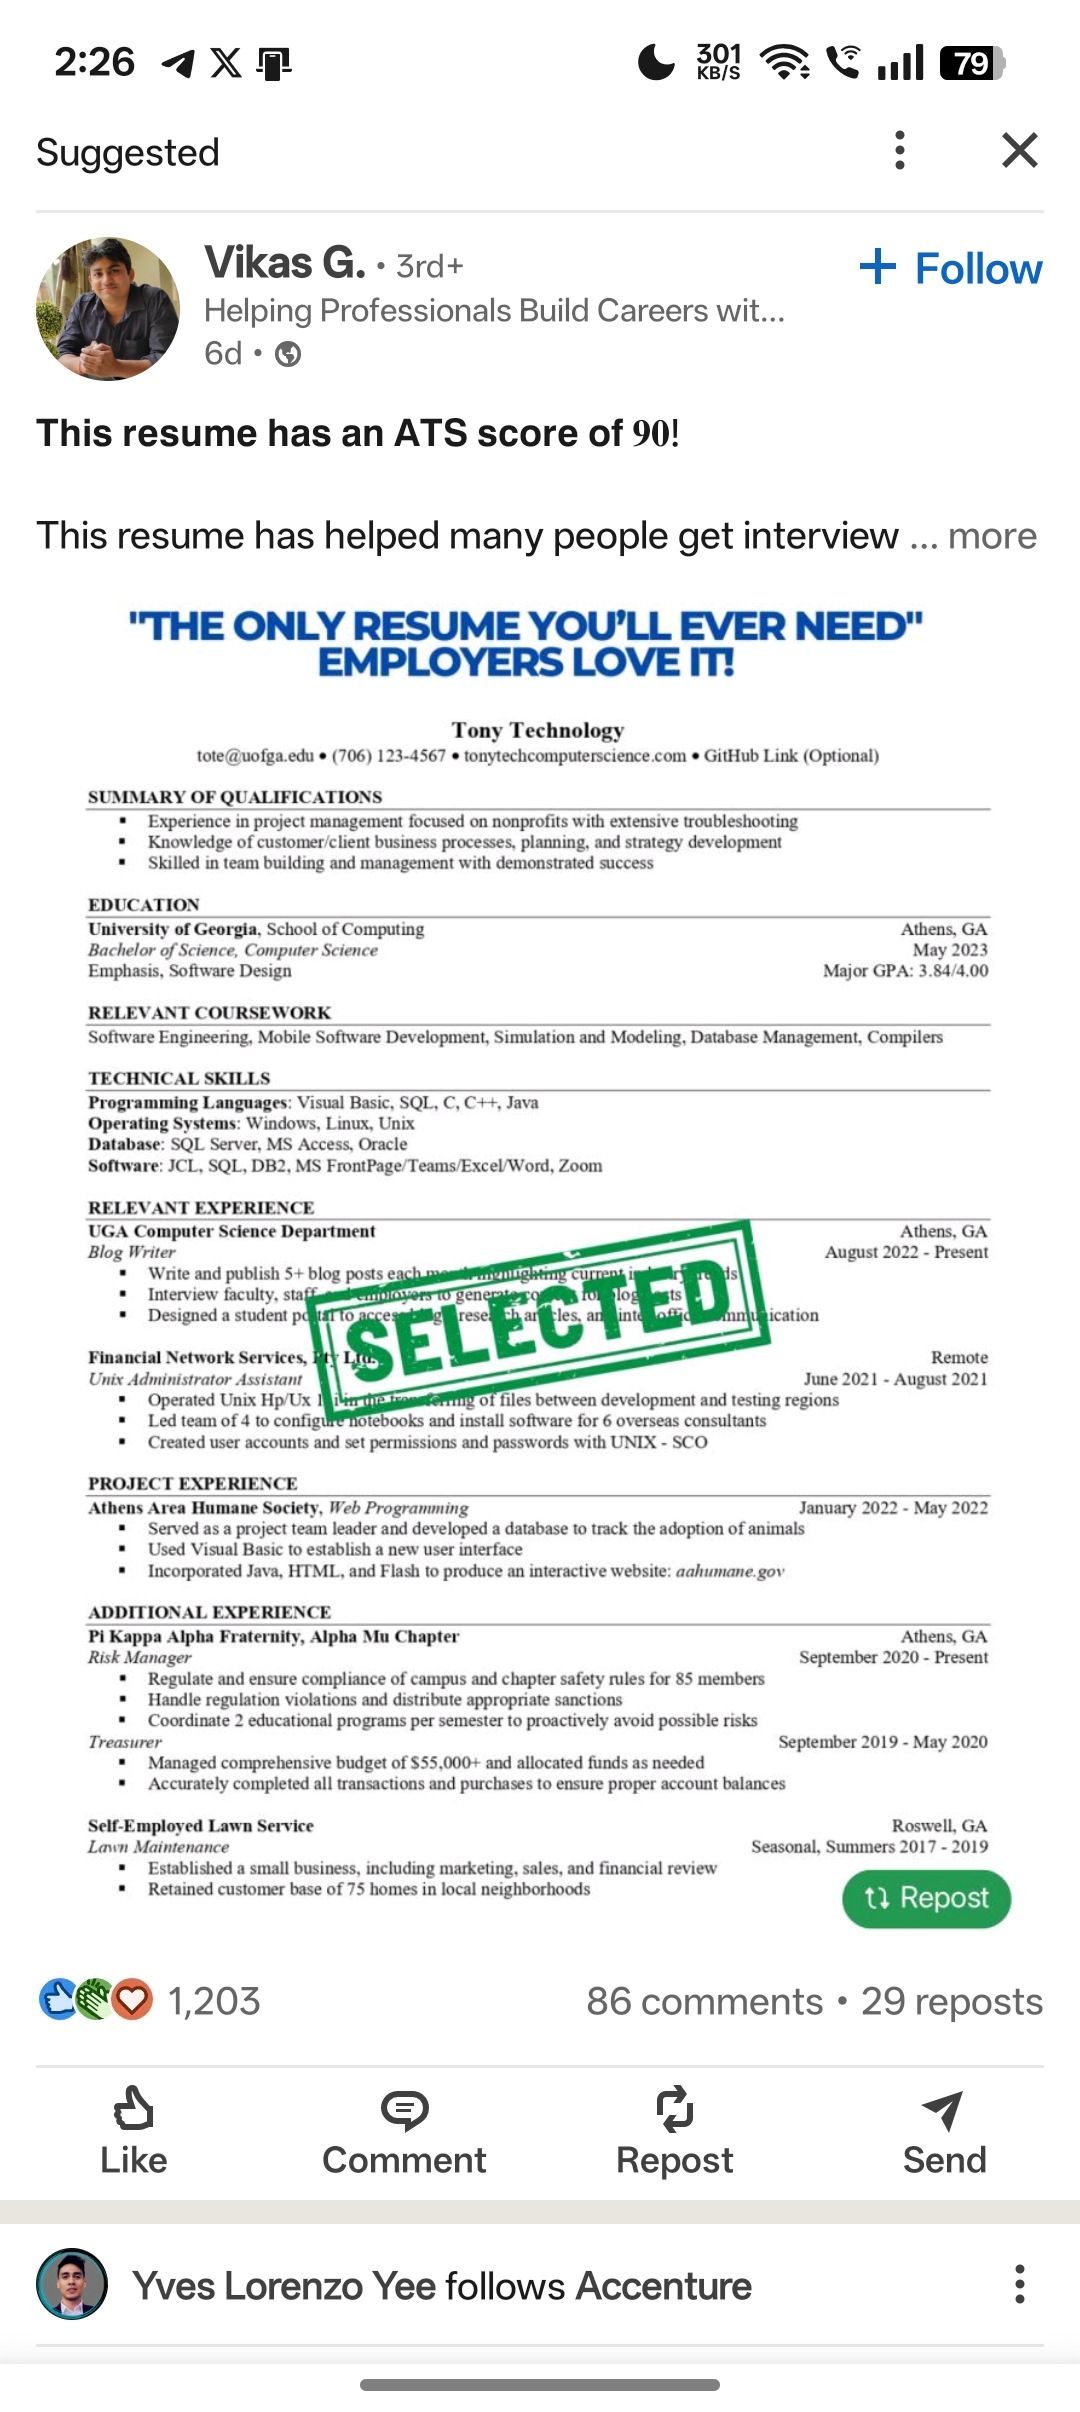 2:26
301
KB/S
79
Suggested
Vikas G. • 3rd+
+ Follow
Helping Professionals Build Careers wit...
6d •
This resume has an ATS score of 90!
This resume has helped many people get interview ... more
"THE ONLY RESUME YOU'LL EVER NEED"
EMPLOYERS LOVE IT!
Tony Technology
tote@uofga.edu • (706) 123-4567 • tonytechcomputerscience.com • GitHub Link (Optional)
SUMMARY OF QUALIFICATIONS
▪ Experience in project management focused on nonprofits with extensive troubleshooting
▪ Knowledge of customer/client business processes, planning, and strategy development
▪ Skilled in team building and management with demonstrated success
EDUCATION
University of Georgia, School of Computing Athens, GA
Bachelor of Science, Computer Science May 2023
Emphasis, Software Design Major GPA: 3.84/4.00
RELEVANT COURSEWORK
Software Engineering, Mobile Software Development, Simulation and Modeling, Database Management, Compilers
TECHNICAL SKILLS
Programming Languages: Visual Basic, SQL, C, C++, Java
Operating Systems: Windows, Linux, Unix
Database: SQL Server, MS Access, Oracle
Software: JCL, SQL, DB2, MS FrontPage/Teams/Excel/Word, Zoom
RELEVANT EXPERIENCE
UGA Computer Science Department Athens, GA
Blog Writer August 2022 - Present
▪ Write and publish 5+ blog posts each highlighting current
▪ Interview faculty, staff employers to generate for blog
▪ Designed a student portal to access research articles, and
SELECTED
Financial Network Services, Pty Ltd. Remote
Unix Administrator Assistant June 2021 - August 2021
▪ Operated Unix Hp/Ux in the transferring of files between development and testing regions
▪ Led team of 4 to configure notebooks and install software for 6 overseas consultants
▪ Created user accounts and set permissions and passwords with UNIX - SCO
PROJECT EXPERIENCE
Athens Area Humane Society, Web Programming January 2022 - May 2022
▪ Served as a project team leader and developed a database to track the adoption of animals
▪ Used Visual Basic to establish a new user interface
▪ Incorporated Java, HTML, and Flash to produce an interactive website: aahumane.gov
ADDITIONAL EXPERIENCE
Pi Kappa Alpha Fraternity, Alpha Mu Chapter Athens, GA
Risk Manager September 2020 - Present
▪ Regulate and ensure compliance of campus and chapter safety rules for 85 members
▪ Handle regulation violations and distribute appropriate sanctions
▪ Coordinate 2 educational programs per semester to proactively avoid possible risks
Treasurer September 2019 - May 2020
▪ Managed comprehensive budget of $55,000+ and allocated funds as needed
▪ Accurately completed all transactions and purchases to ensure proper account balances
Self-Employed Lawn Service Roswell, GA
Lawn Maintenance Seasonal, Summers 2017 - 2019
▪ Established a small business, including marketing, sales, and financial review
▪ Retained customer base of 75 homes in local neighborhoods
Repost
1,203 86 comments • 29 reposts
Like Comment Repost Send
Yves Lorenzo Yee follows Accenture